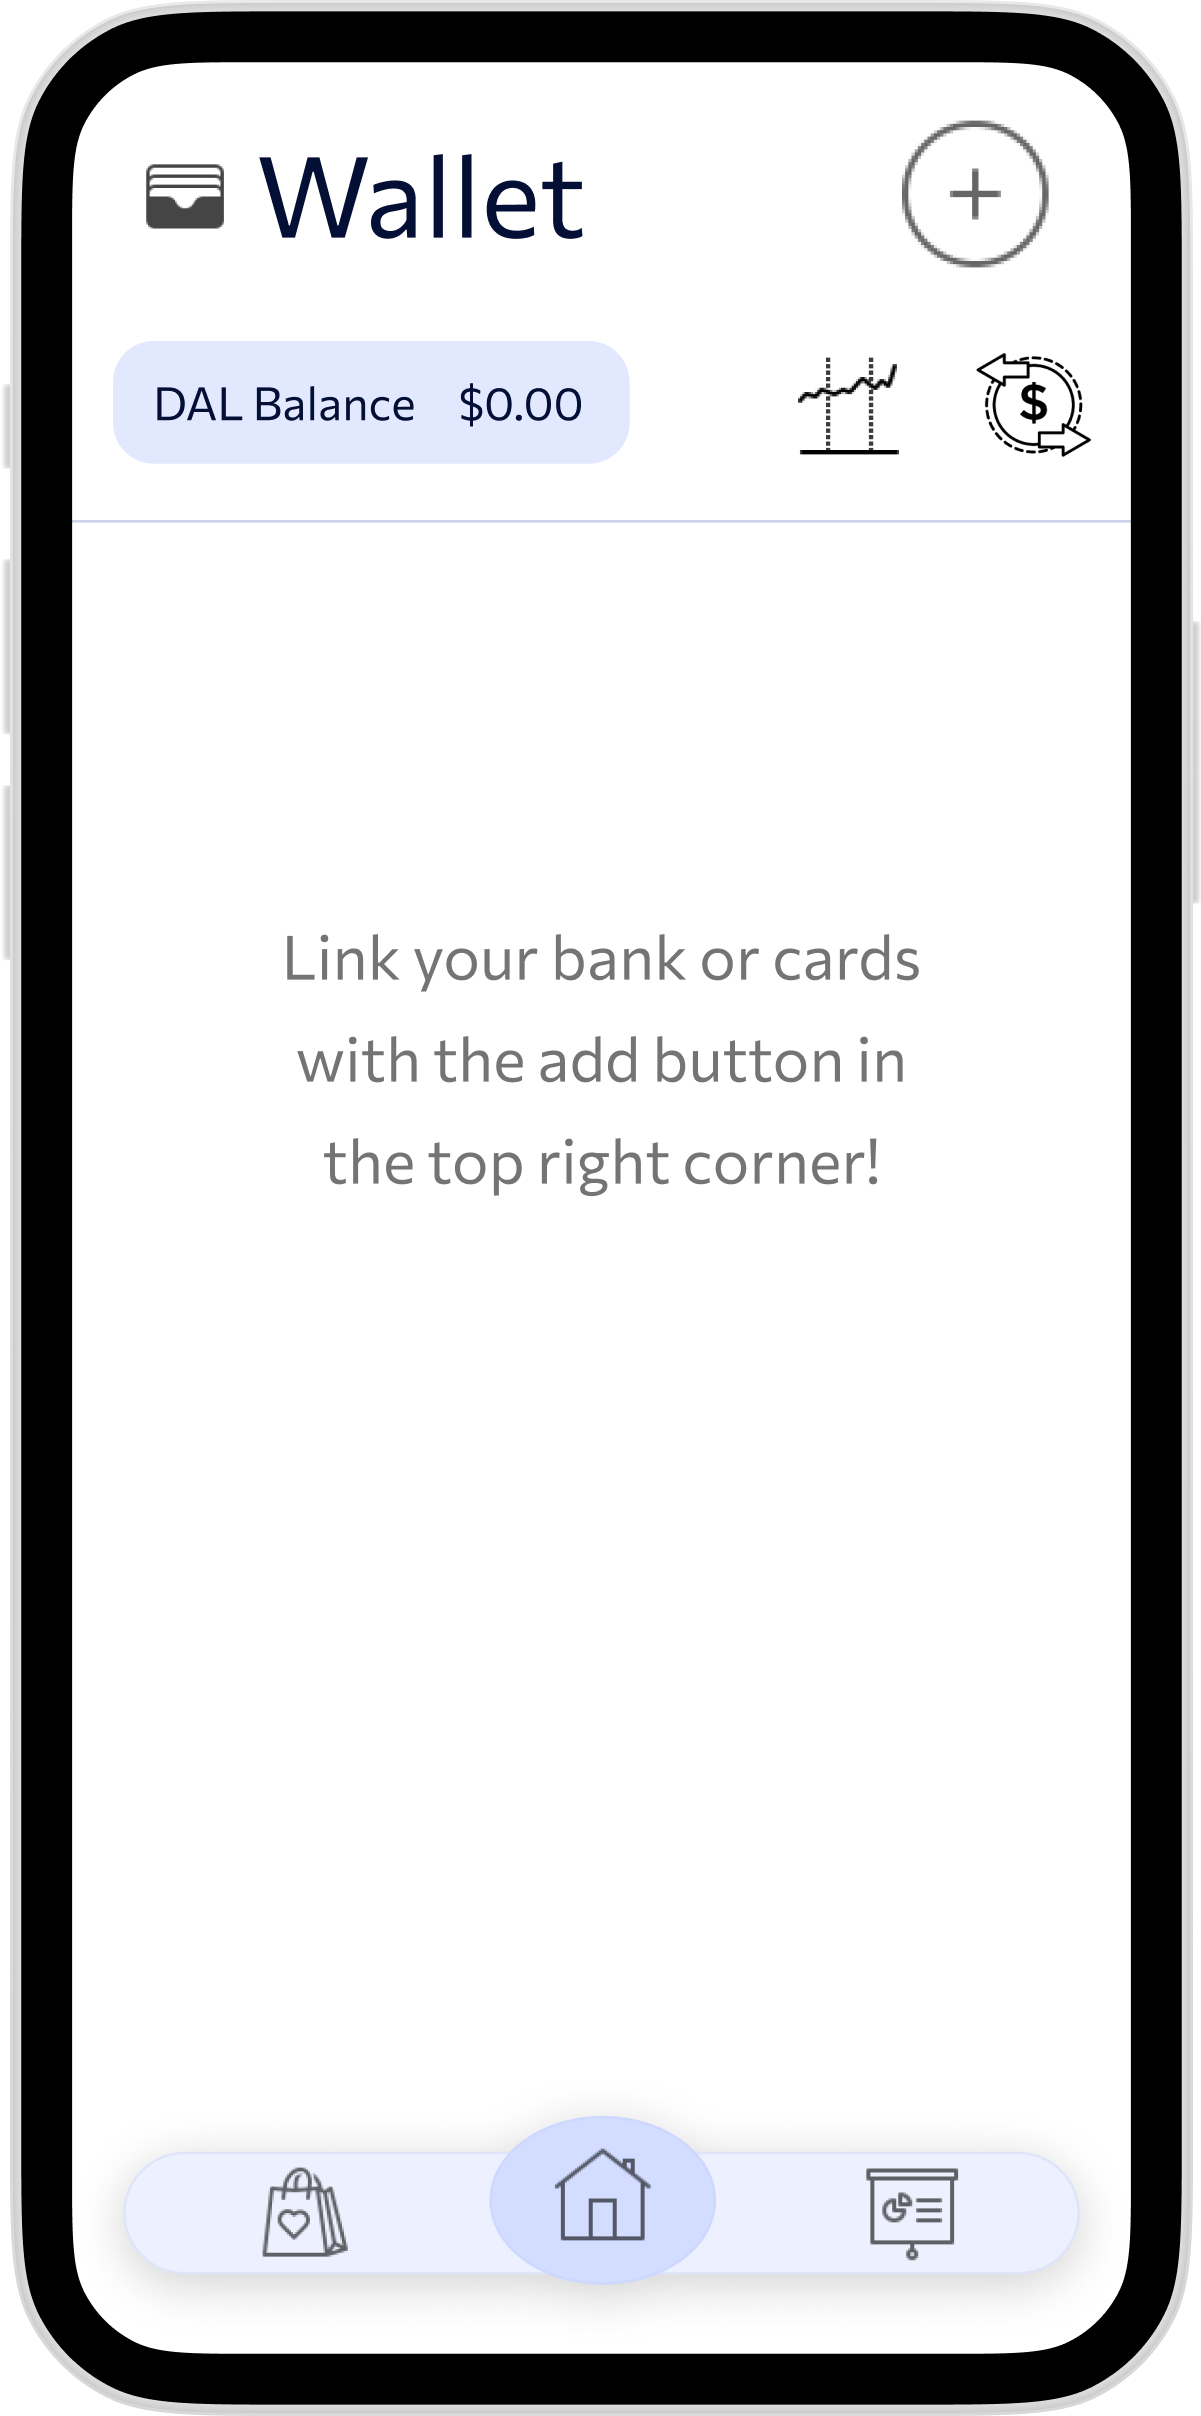 Wallet
DAL Balance $0.00
$
Link your bank or cards
with the add button in
the top right corner!